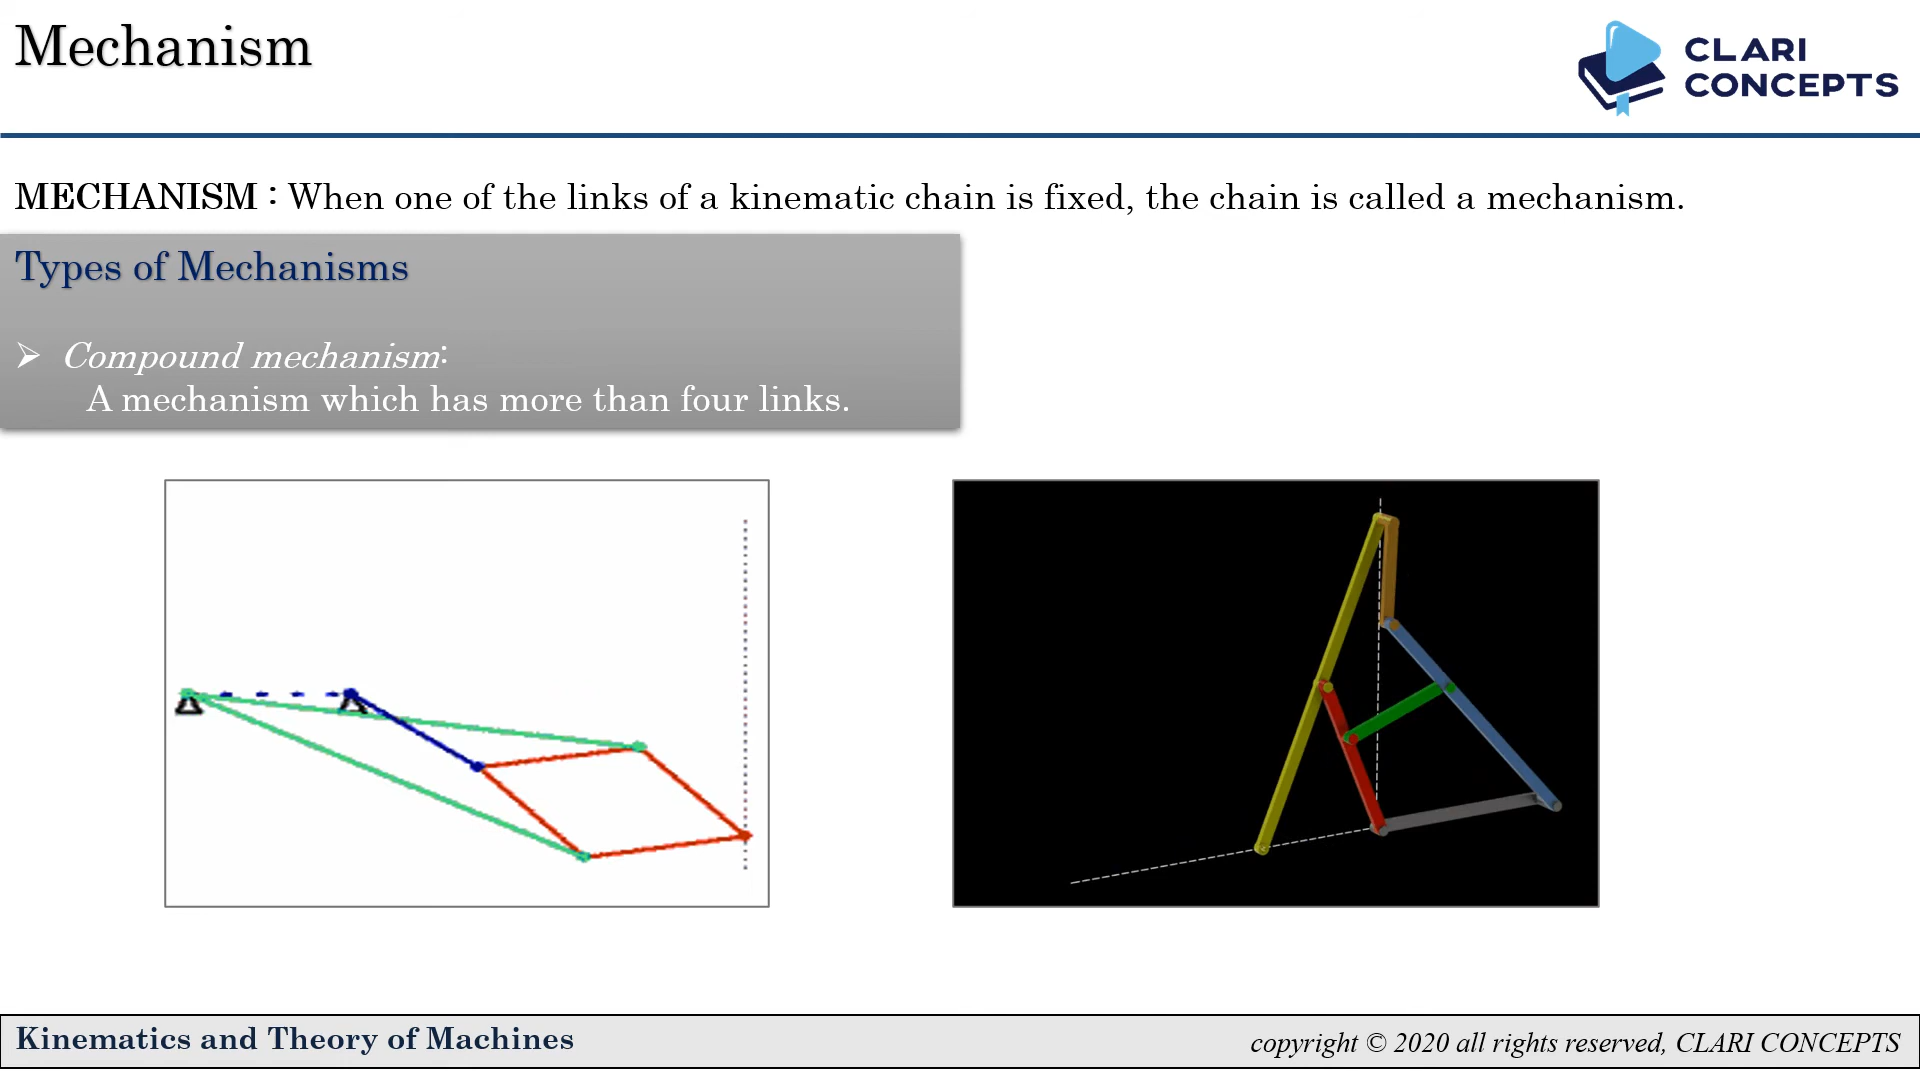 Mechanism
CLARI
CONCEPTS
MECHANISM : When one of the links of a kinematic chain is fixed, the chain is called a mechanism.
Types of Mechanisms
➢ Compound mechanism:
A mechanism which has more than four links.
Kinematics and Theory of Machines
copyright © 2020 all rights reserved, CLARI CONCEPTS